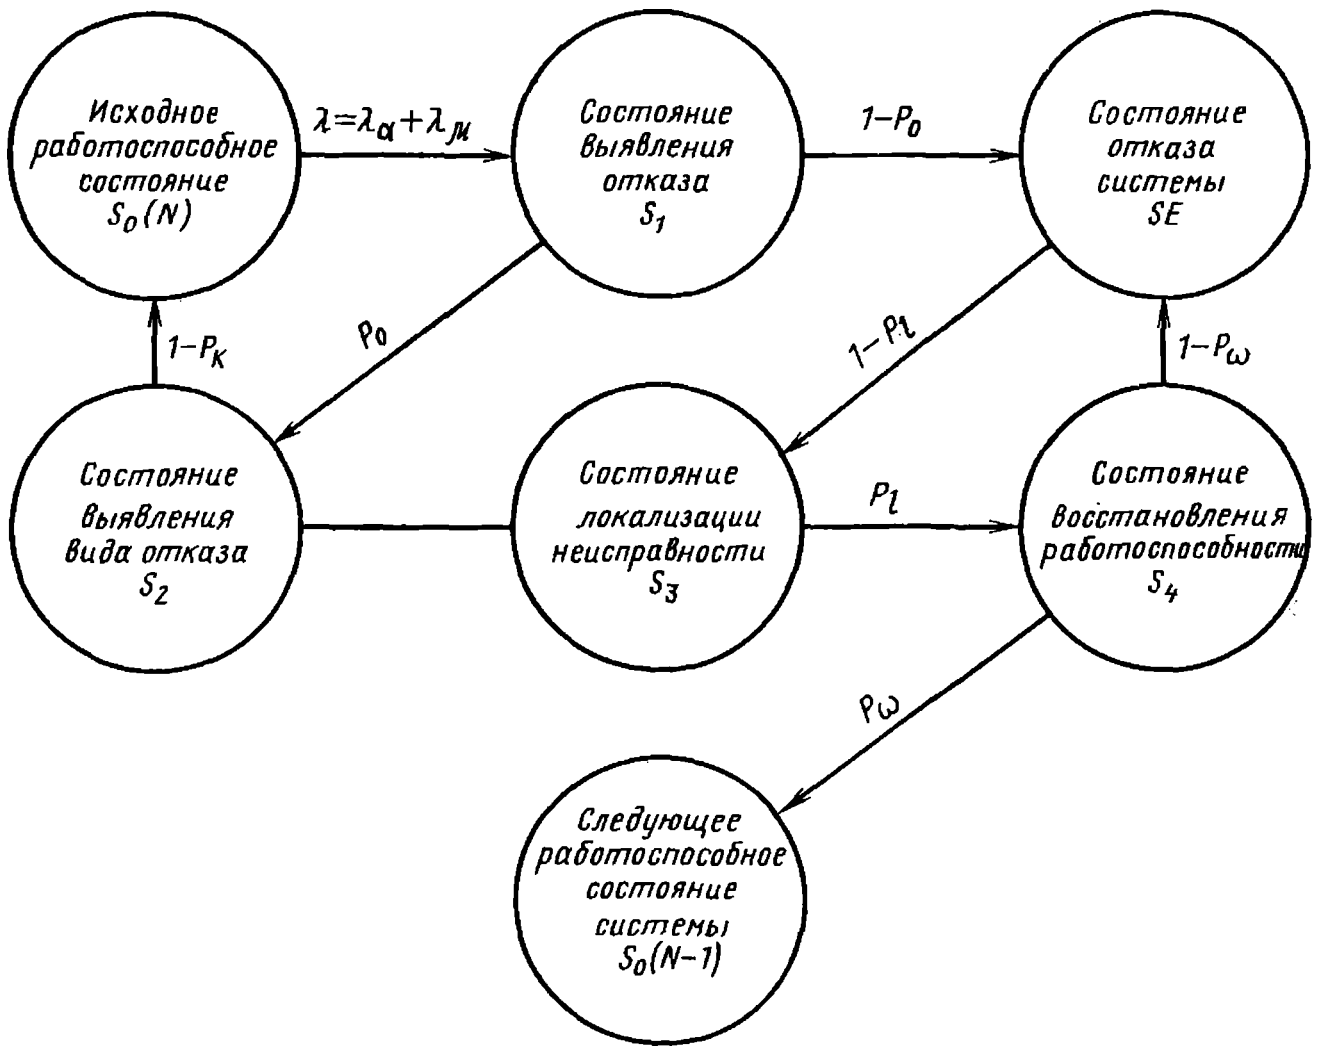 Исходное
работоспособное
состояние
S₀(N)
λ=λα+λμ
Состояние
выявления
отказа
S₁
1-P₀
Состояние
отказа
системы
SE
1-Pκ
P₀
1-Pₗ
1-Pω
Состояние
выявления
вида отказа
S₂
Состояние
локализации
неисправности
S₃
Pₗ
Состояние
восстановления
работоспособности
S₄
Pω
Следующее
работоспособное
состояние
системы
S₀(N-1)